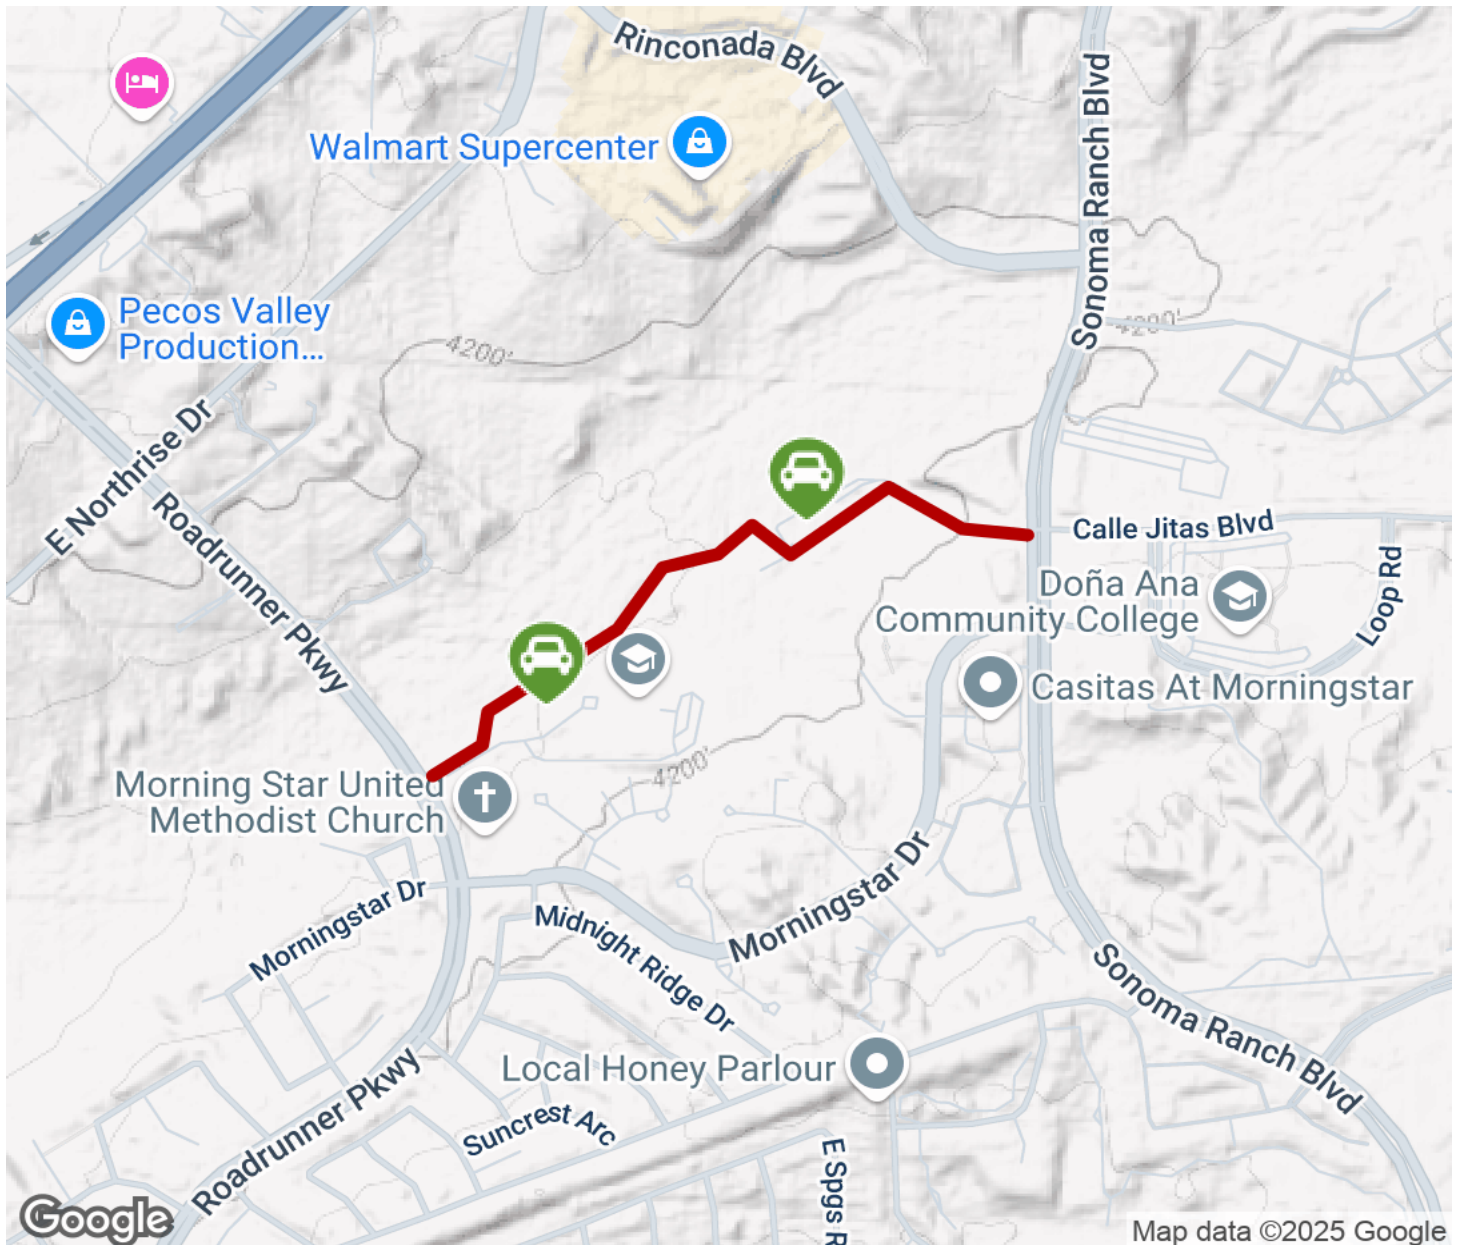 Rinconada Blvd
Sonoma Ranch Blvd
Walmart Supercenter
Pecos Valley
Production...
4200'
4200'
E Northrise Dr
Roadrunner Pkwy
Calle Jitas Blvd
Doña Ana
Community College
Loop Rd
Casitas At Morningstar
4200'
Morning Star United
Methodist Church
Morningstar Dr
Morningstar Dr
Midnight Ridge Dr
Sonoma Ranch Blvd
Local Honey Parlour
Roadrunner Pkwy
Suncrest Arc
E Spgs R
Google
Map data ©2025 Google